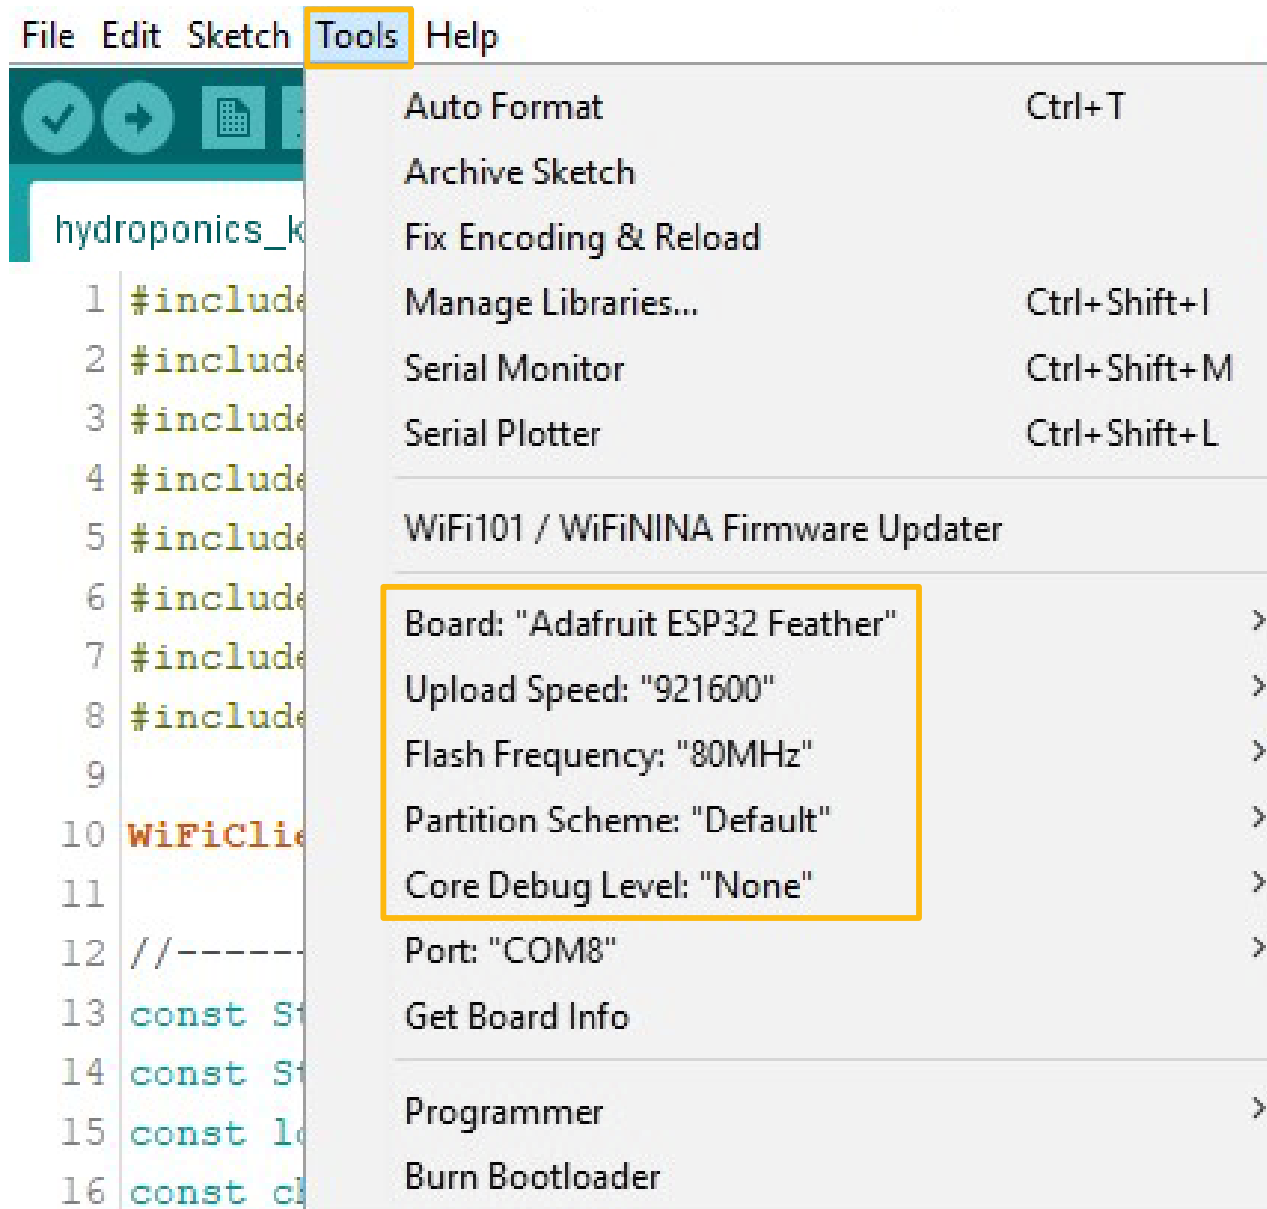 File Edit Sketch Tools Help
Auto Format Ctrl+T
Archive Sketch
Fix Encoding & Reload
Manage Libraries... Ctrl+Shift+I
Serial Monitor Ctrl+Shift+M
Serial Plotter Ctrl+Shift+L
WiFi101 / WiFiNINA Firmware Updater
Board: "Adafruit ESP32 Feather"
Upload Speed: "921600"
Flash Frequency: "80MHz"
Partition Scheme: "Default"
Core Debug Level: "None"
Port: "COM8"
Get Board Info
Programmer
Burn Bootloader
hydroponics_k
1 #include
2 #include
3 #include
4 #include
5 #include
6 #include
7 #include
8 #include
9
10 WiFiClie
11
12 //------
13 const St
14 const St
15 const lo
16 const ch